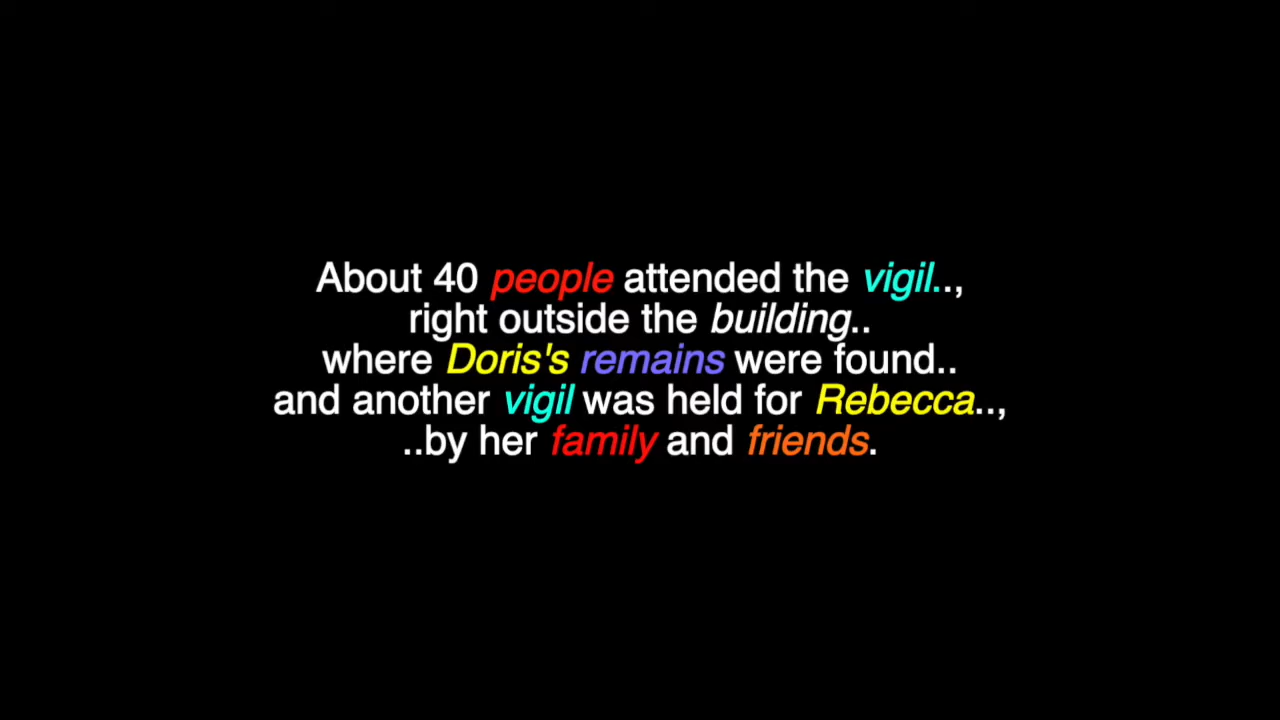 About 40 people attended the vigil..,
right outside the building..
where Doris's remains were found..
and another vigil was held for Rebecca..,
..by her family and friends.